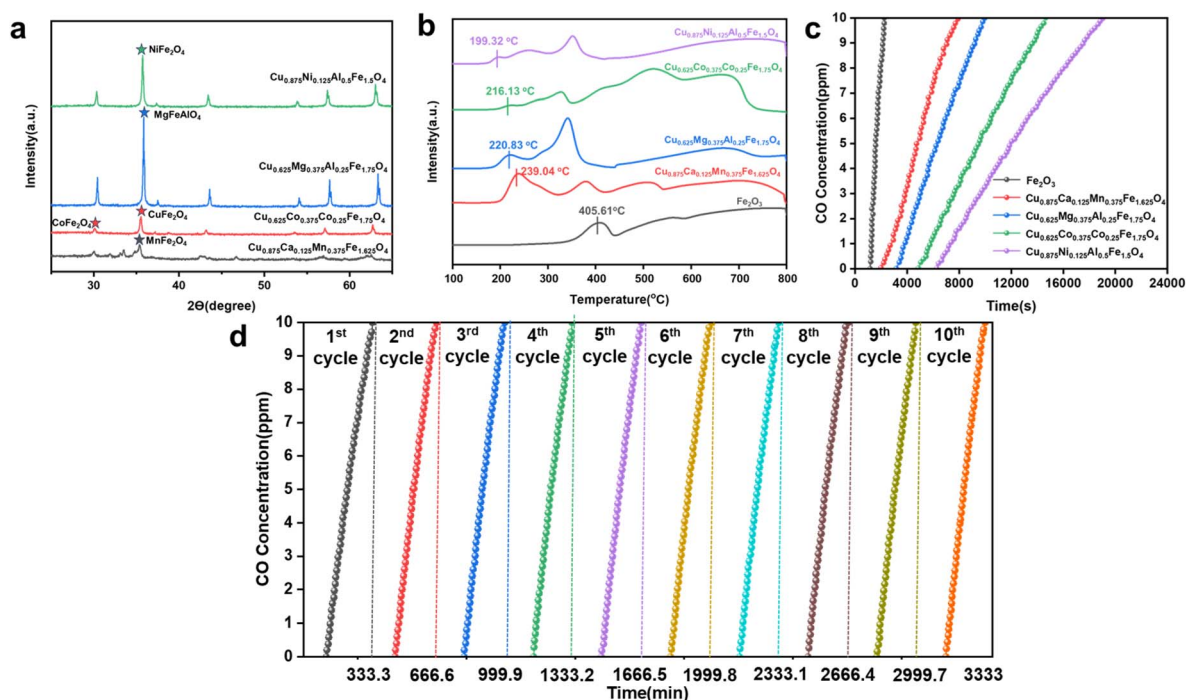 a
Intensity(a.u.)
NiFe₂O₄
Cu₀.₈₇₅Ni₀.₁₂₅Al₀.₅Fe₁.₅O₄
MgFeAlO₄
Cu₀.₆₂₅Mg₀.₃₇₅Al₀.₂₅Fe₁.₇₅O₄
CoFe₂O₄
CuFe₂O₄
Cu₀.₆₂₅Co₀.₃₇₅Co₀.₂₅Fe₁.₇₅O₄
MnFe₂O₄
Cu₀.₈₇₅Ca₀.₁₂₅Mn₀.₃₇₅Fe₁.₆₂₅O₄
30 40 50 60
2Θ(degree)
b
Intensity(a.u.)
199.32 °C
Cu₀.₈₇₅Ni₀.₁₂₅Al₀.₅Fe₁.₅O₄
216.13 °C
Cu₀.₆₂₅Co₀.₃₇₅Co₀.₂₅Fe₁.₇₅O₄
220.83 °C
Cu₀.₆₂₅Mg₀.₃₇₅Al₀.₂₅Fe₁.₇₅O₄
239.04 °C
Cu₀.₈₇₅Ca₀.₁₂₅Mn₀.₃₇₅Fe₁.₆₂₅O₄
405.61°C
Fe₂O₃
100 200 300 400 500 600 700 800
Temperature(°C)
c
CO Concentration(ppm)
10
9
8
7
6
5
4
3
2
1
0
Fe₂O₃
Cu₀.₈₇₅Ca₀.₁₂₅Mn₀.₃₇₅Fe₁.₆₂₅O₄
Cu₀.₆₂₅Mg₀.₃₇₅Al₀.₂₅Fe₁.₇₅O₄
Cu₀.₆₂₅Co₀.₃₇₅Co₀.₂₅Fe₁.₇₅O₄
Cu₀.₈₇₅Ni₀.₁₂₅Al₀.₅Fe₁.₅O₄
0 4000 8000 12000 16000 20000 24000
Time(s)
d
CO Concentration(ppm)
10
9
8
7
6
5
4
3
2
1
0
1ˢᵗ 2ⁿᵈ 3ʳᵈ 4ᵗʰ 5ᵗʰ 6ᵗʰ 7ᵗʰ 8ᵗʰ 9ᵗʰ 10ᵗʰ
cycle cycle cycle cycle cycle cycle cycle cycle cycle cycle
333.3 666.6 999.9 1333.2 1666.5 1999.8 2333.1 2666.4 2999.7 3333
Time(min)